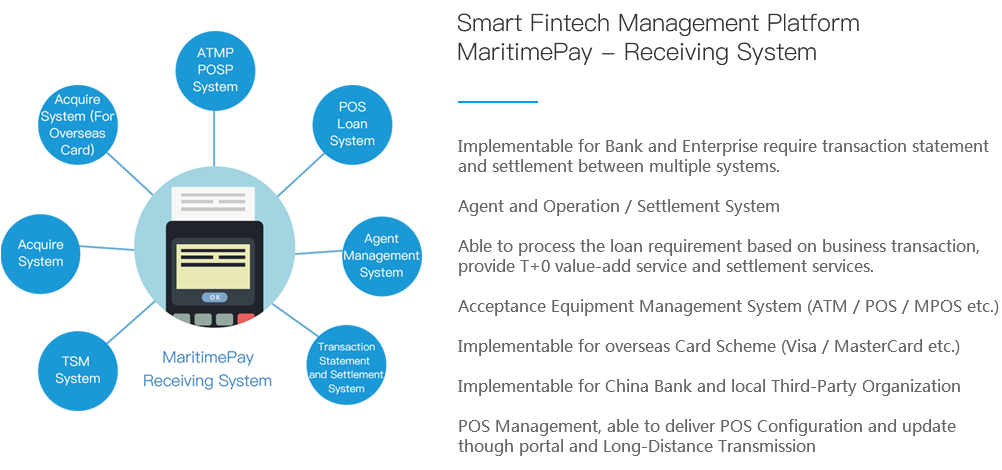 Smart Fintech Management Platform
MaritimePay – Receiving System
ATMP
POSP
System
Acquire
System (For
Overseas
Card)
POS
Loan
System
Acquire
System
Agent
Management
System
TSM
System
Transaction
Statement
and Settlement
System
OK
MaritimePay
Receiving System
Implementable for Bank and Enterprise require transaction statement
and settlement between multiple systems.
Agent and Operation / Settlement System
Able to process the loan requirement based on business transaction,
provide T+0 value-add service and settlement services.
Acceptance Equipment Management System (ATM / POS / MPOS etc.)
Implementable for overseas Card Scheme (Visa / MasterCard etc.)
Implementable for China Bank and local Third-Party Organization
POS Management, able to deliver POS Configuration and update
though portal and Long-Distance Transmission